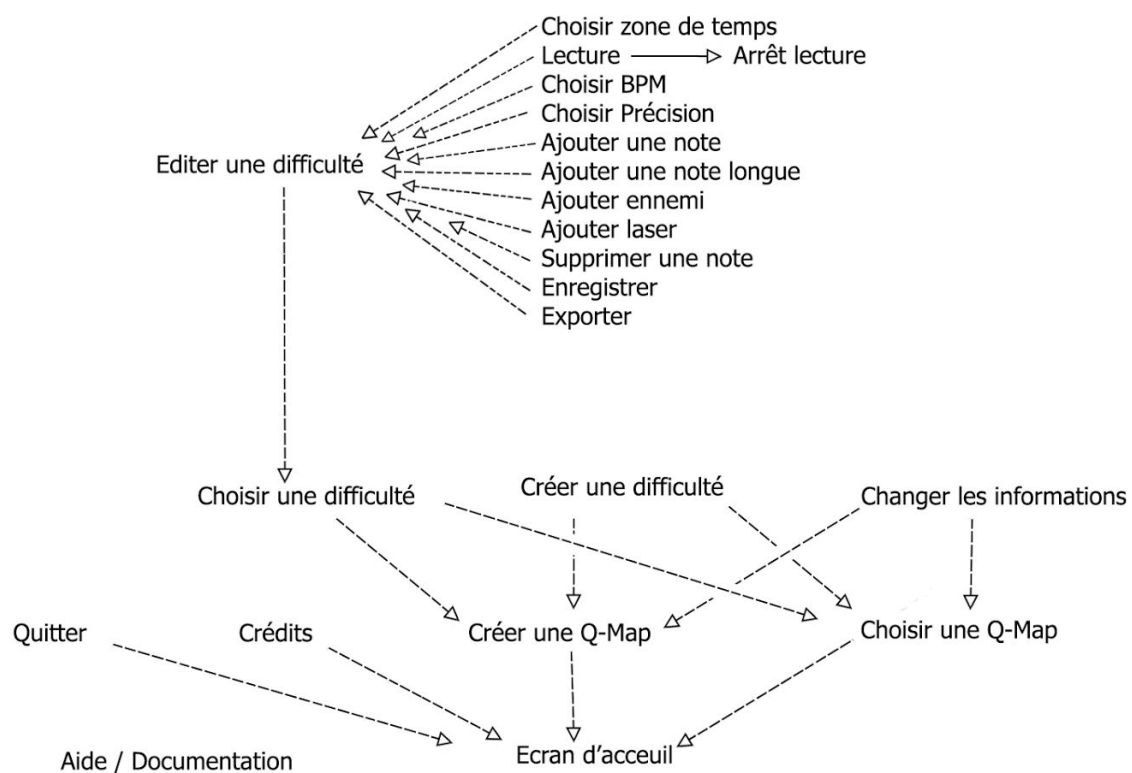 Choisir zone de temps
Lecture Arrêt lecture
Choisir BPM
Choisir Précision
Ajouter une note
Editer une difficulté
Ajouter une note longue
Ajouter ennemi
Ajouter laser
Supprimer une note
Enregistrer
Exporter
Choisir une difficulté
Créer une difficulté
Changer les informations
Quitter
Crédits
Créer une Q-Map
Choisir une Q-Map
Ecran d'acceuil
Aide / Documentation